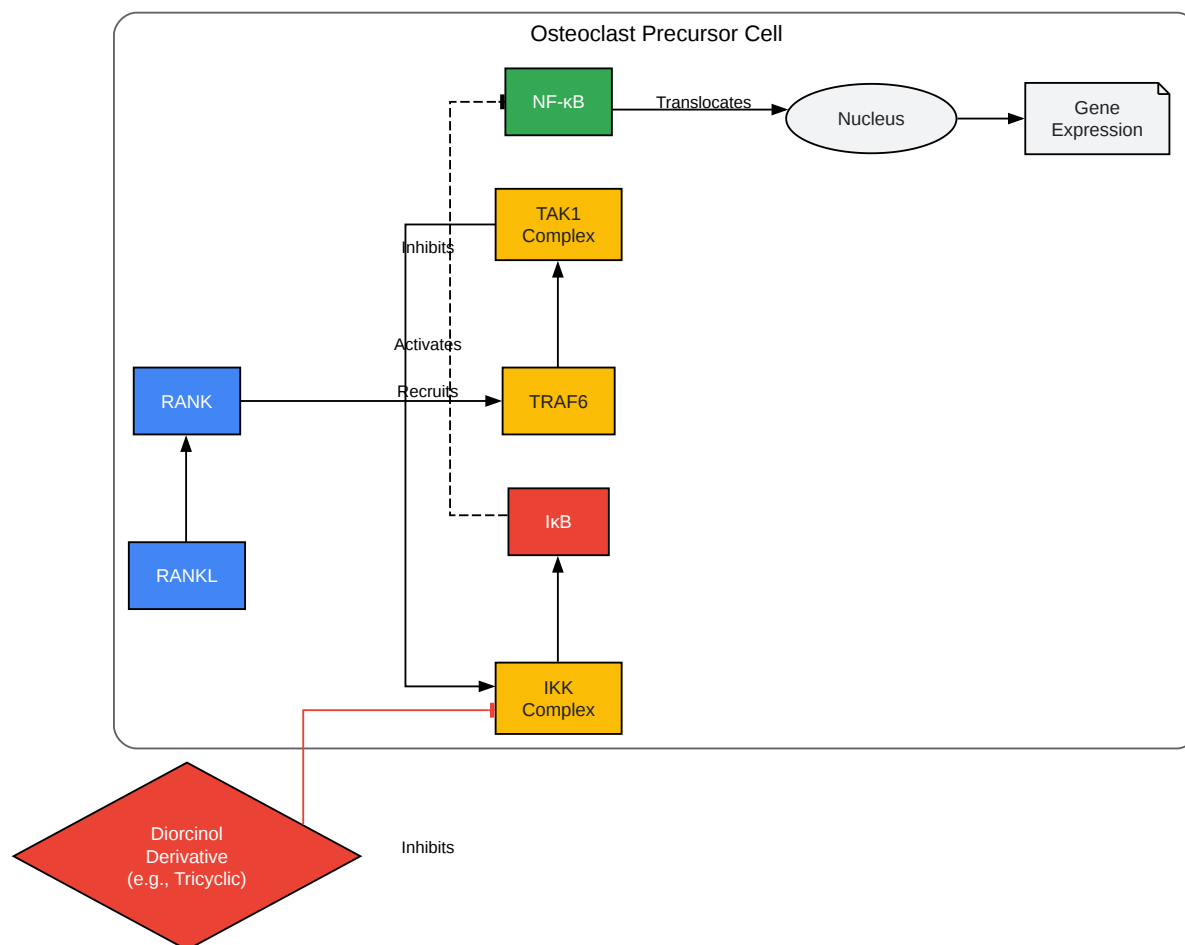 Osteoclast Precursor Cell
NF-κB
Translocates
Nucleus
Gene
Expression
TAK1
Complex
Inhibits
Activates
Recruits
RANK
TRAF6
IκB
RANKL
IKK
Complex
Diorcinol
Derivative
(e.g., Tricyclic)
Inhibits